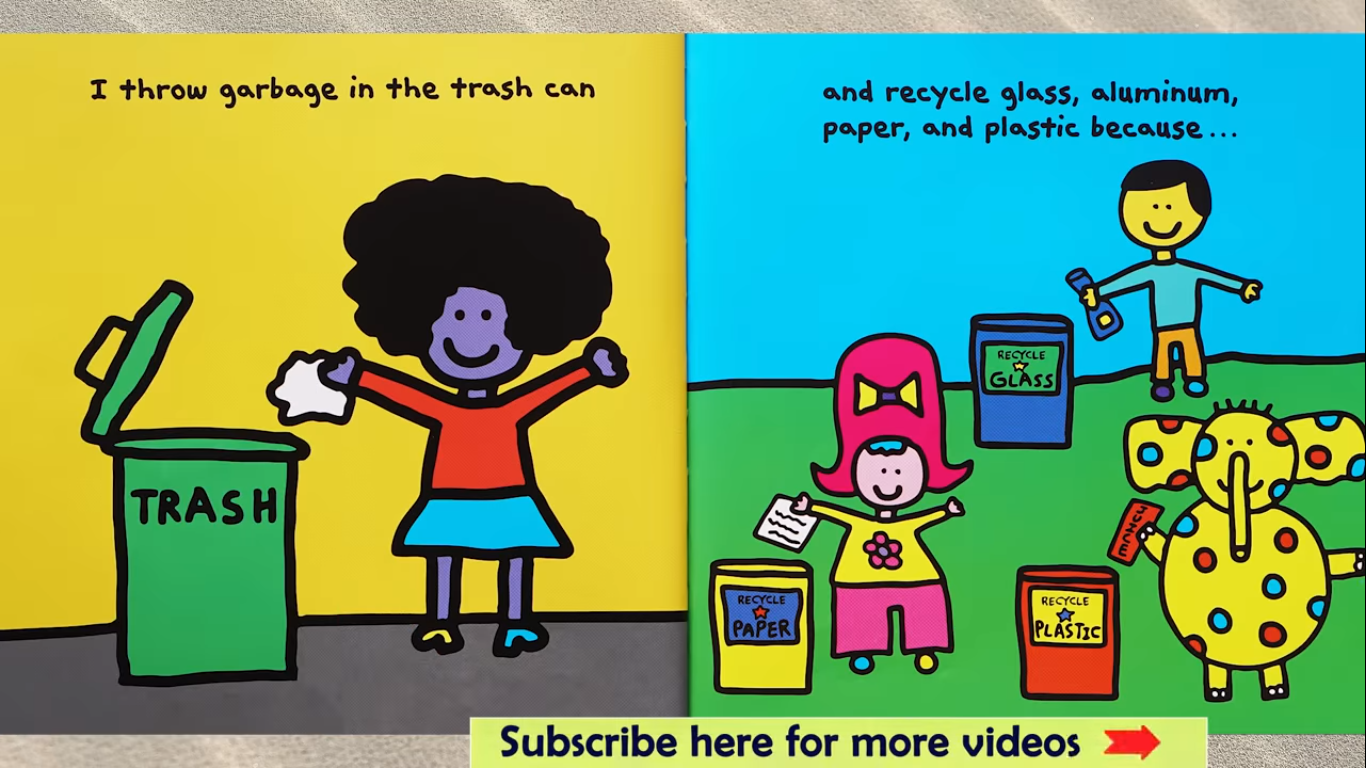 I throw garbage in the trash can
TRASH
and recycle glass, aluminum,
paper, and plastic because...
RECYCLE
GLASS
JUICE
RECYCLE
PAPER
RECYCLE
PLASTIC
Subscribe here for more videos